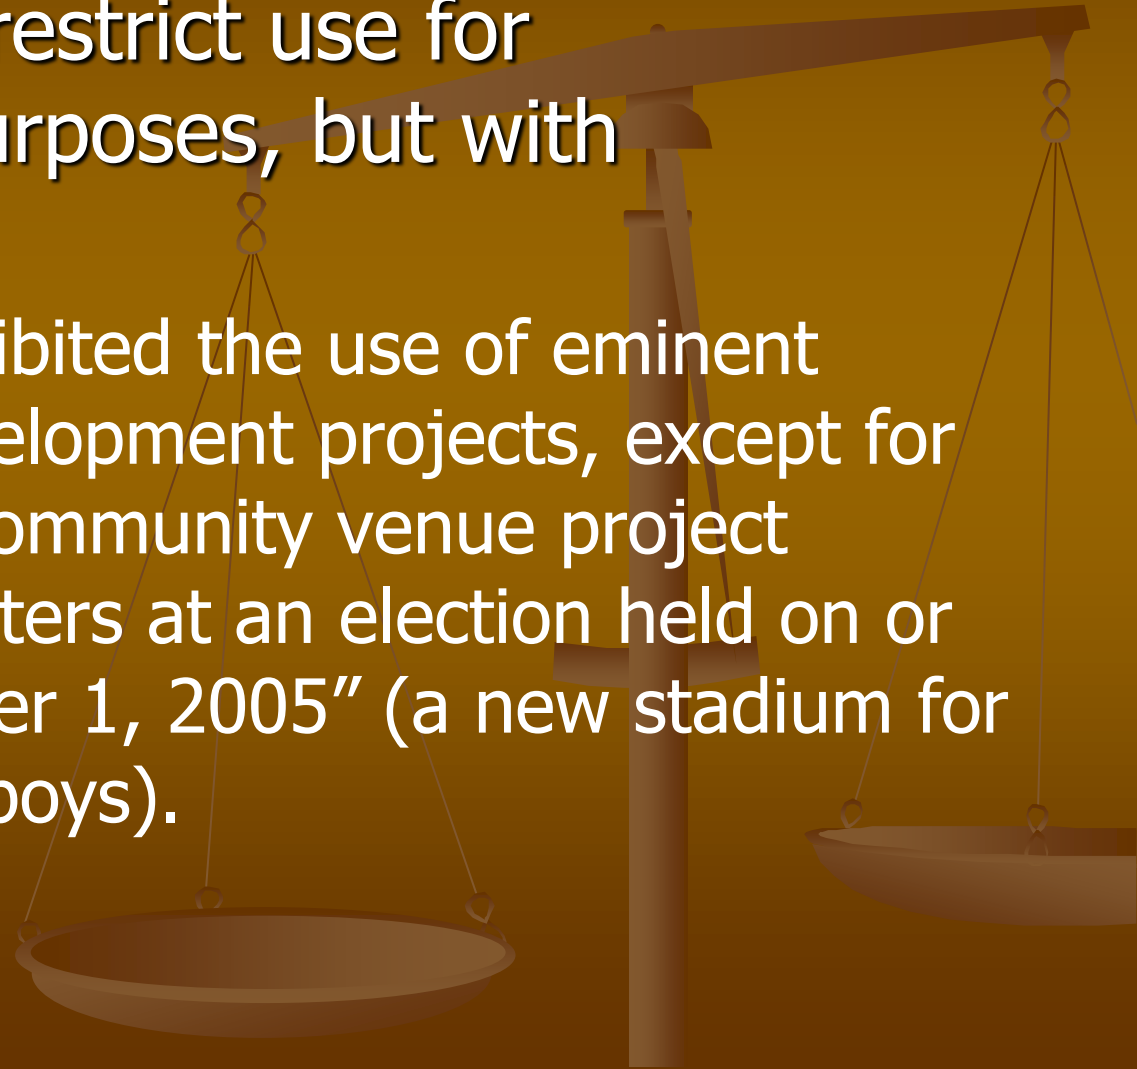 restrict use for
urposes, but with
ibited the use of eminent
elopment projects, except for
ommunity venue project
ters at an election held on or
er 1, 2005” (a new stadium for
boys).